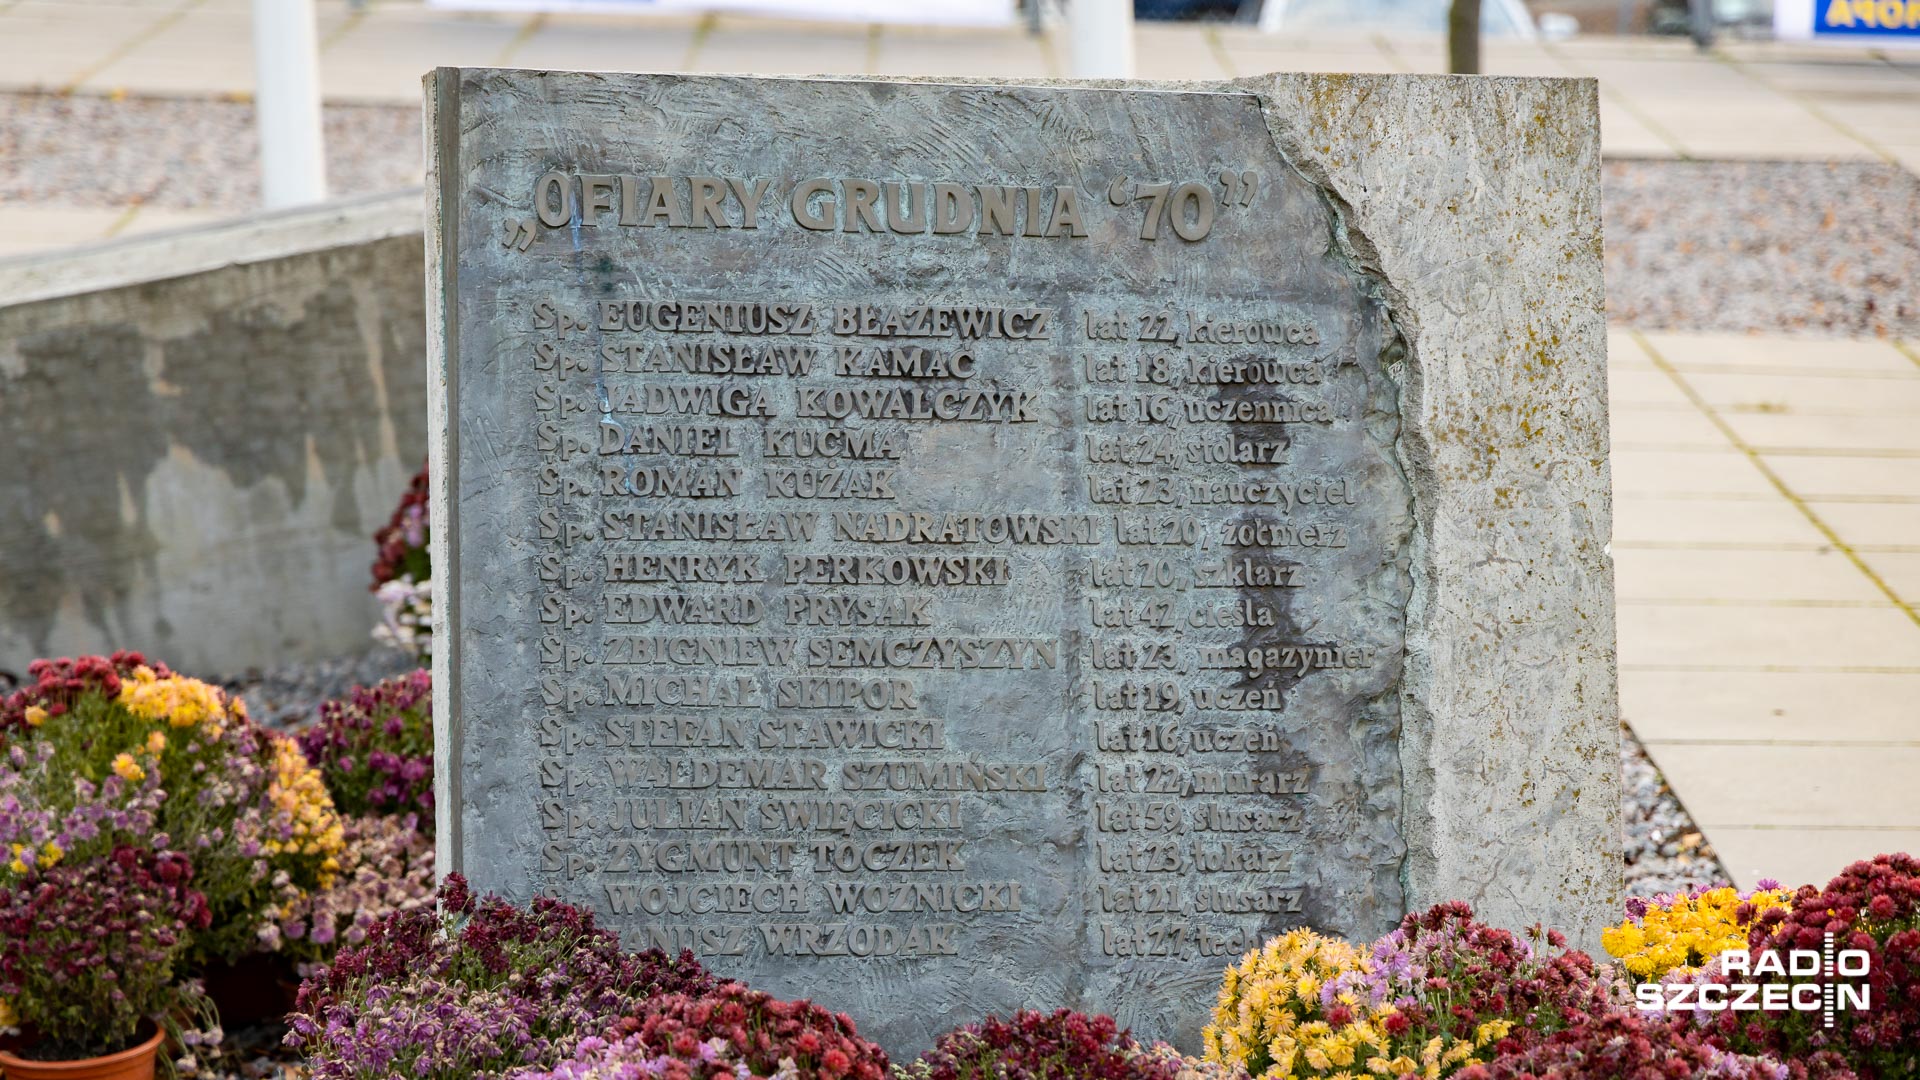 HOPA
„OFIARY GRUDNIA ‘70”
Śp. EUGENIUSZ BŁAŻEWICZ lat 22, kierowca
Śp. STANISŁAW KAMAC lat 18, kierowca
Śp. JADWIGA KOWALCZYK lat 16, uczennica
Śp. DANIEL KUĆMA lat 24, stolarz
Śp. ROMAN KUŻAK lat 23, nauczyciel
Śp. STANISŁAW NADRATOWSKI lat 20, żołnierz
Śp. HENRYK PERKOWSKI lat 20, szklarz
Śp. EDWARD PRYSAK lat 42, cieśla
Śp. ZBIGNIEW SEMCZYSZYN lat 23, magazynier
Śp. MICHAŁ SKIPOR lat 19, uczeń
Śp. STEFAN STAWICKI lat 16, uczeń
Śp. WALDEMAR SZUMIŃSKI lat 22, murarz
Śp. JULIAN ŚWIĘCICKI lat 59, ślusarz
Śp. ZYGMUNT TOCZEK lat 23, tokarz
WOJCIECH WOŹNICKI lat 21, ślusarz
JANUSZ WRZODAK lat 27, tech
RADIO
SZCZECIN